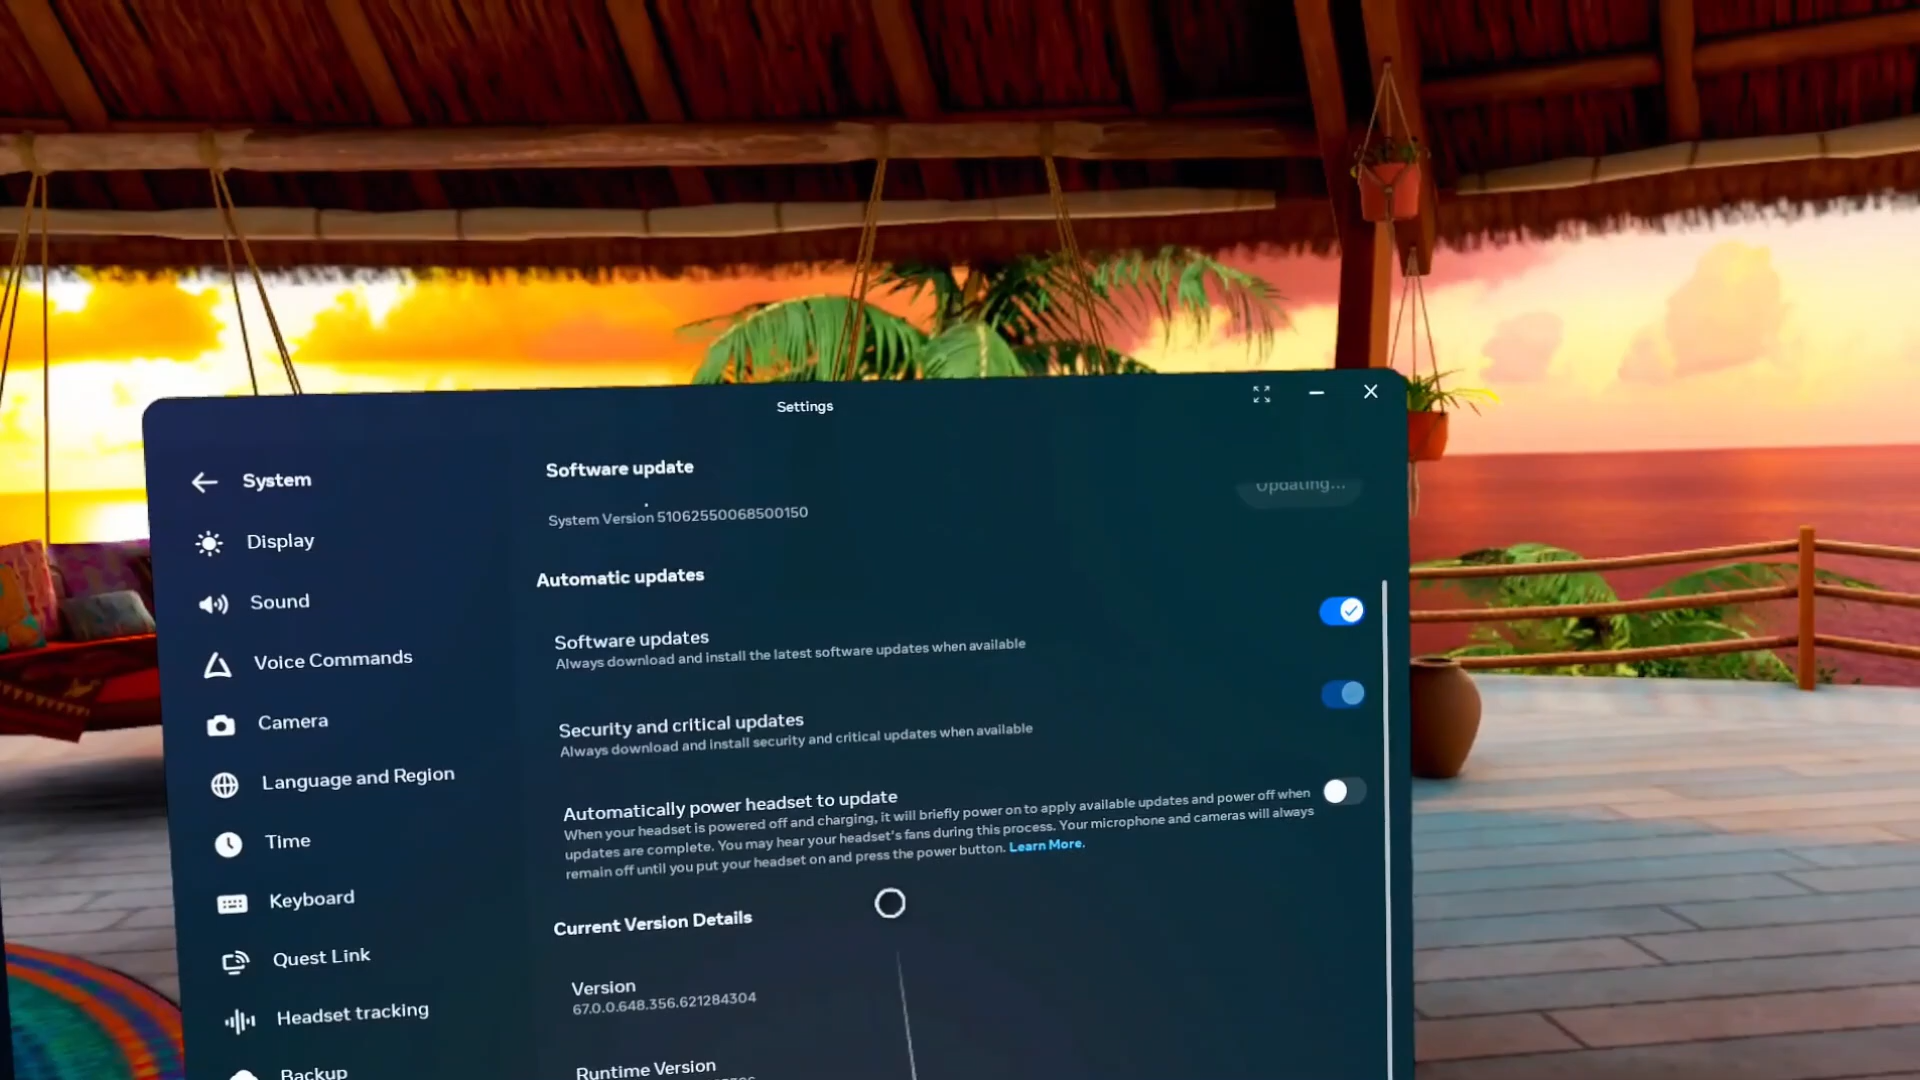 Settings
System
Display
Sound
Voice Commands
Camera
Language and Region
Time
Keyboard
Quest Link
Headset tracking
Backup
Software update
Updating...
System Version 51062550068500150
Automatic updates
Software updates
Always download and install the latest software updates when available
Security and critical updates
Always download and install security and critical updates when available
Automatically power headset to update
When your headset is powered off and charging, it will briefly power on to apply available updates and power off when
updates are complete. You may hear your headset's fans during this process. Your microphone and cameras will always
remain off until you put your headset on and press the power button. Learn More.
Current Version Details
Version
67.0.0.648.356.621284304
Runtime Version